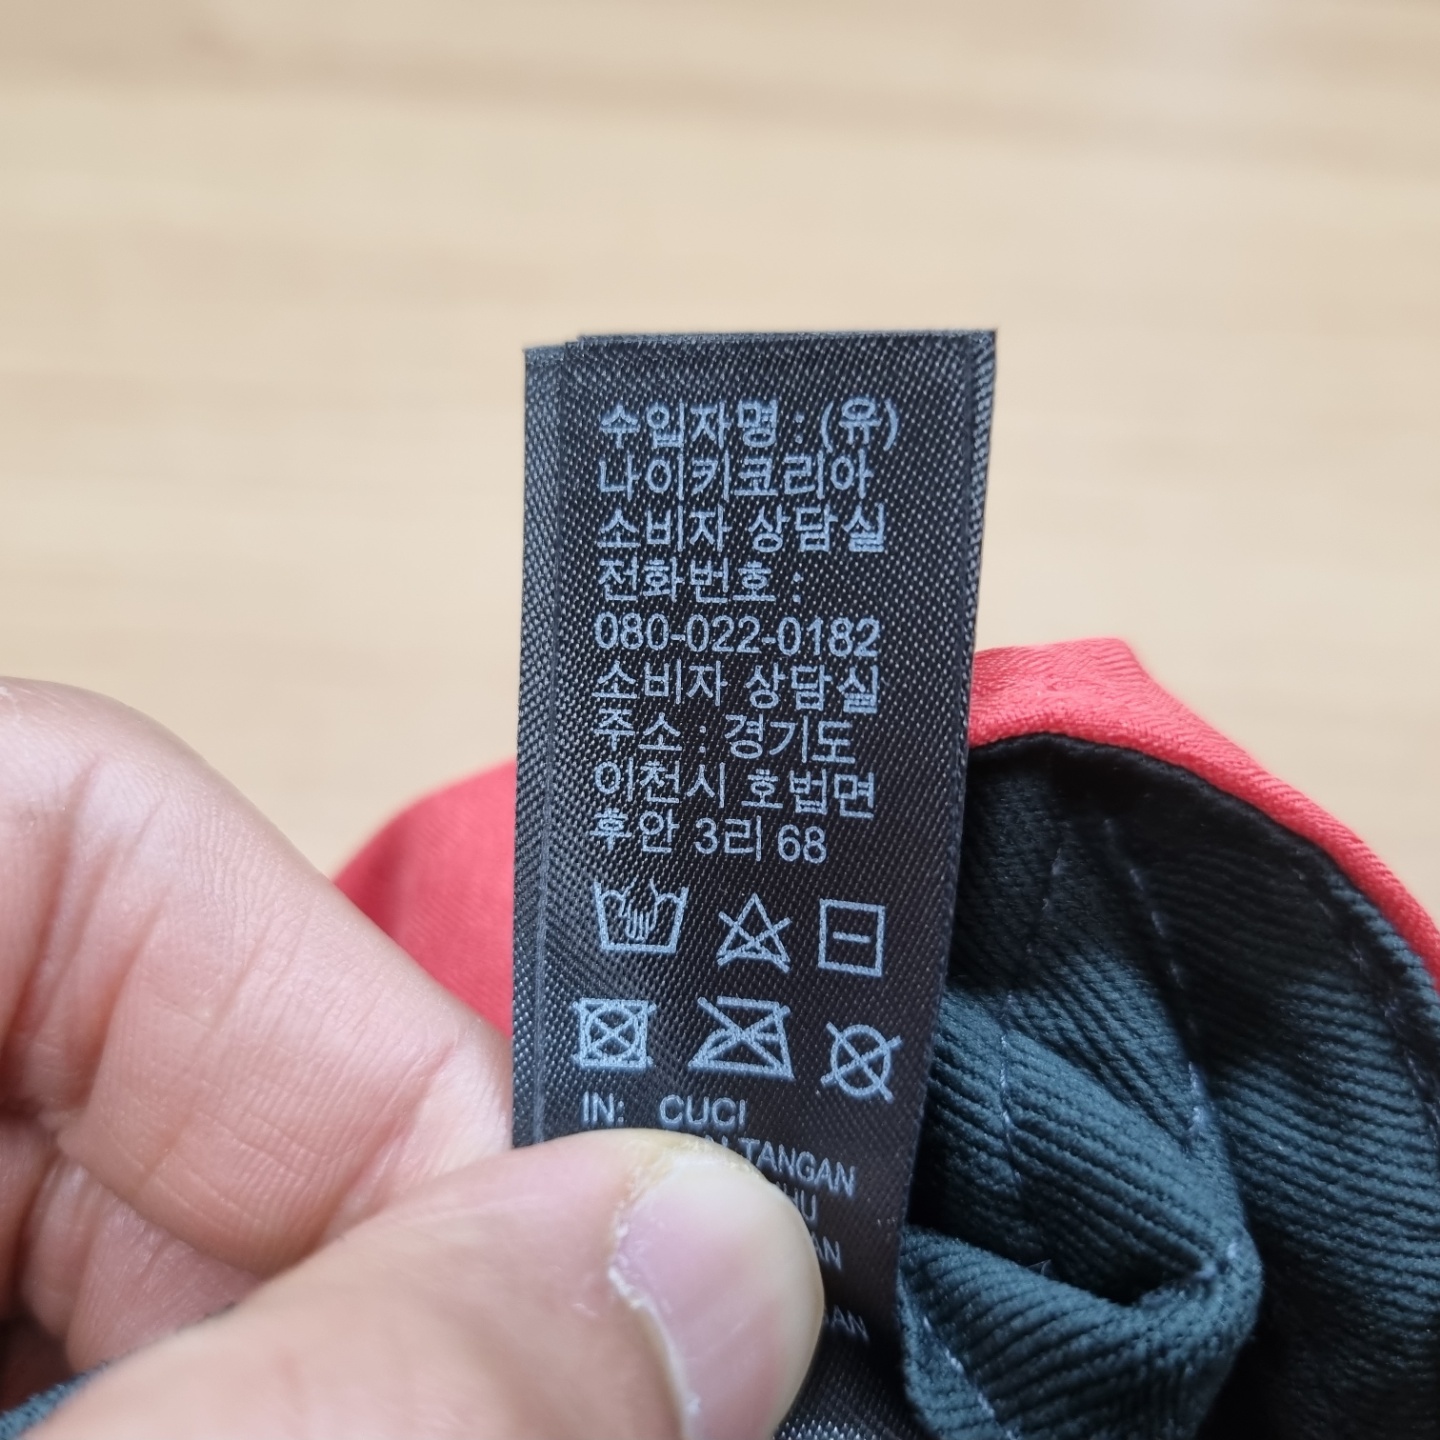 수입자명 : (유)
나이키코리아
소비자 상담실
전화번호 :
080-022-0182
소비자 상담실
주소 : 경기도
이천시 호법면
후안 3리 68
IN: CUCI
TANGAN